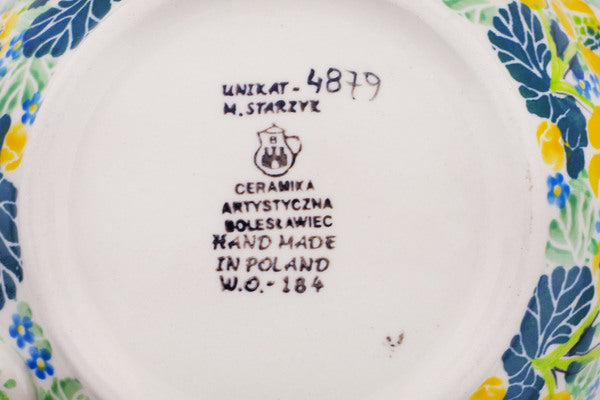 UNIKAT - 4879
M. STARZYK
B
CERAMIKA
ARTYSTYCZNA
BOLESŁAWIEC
HAND MADE
IN POLAND
W.O. - 184